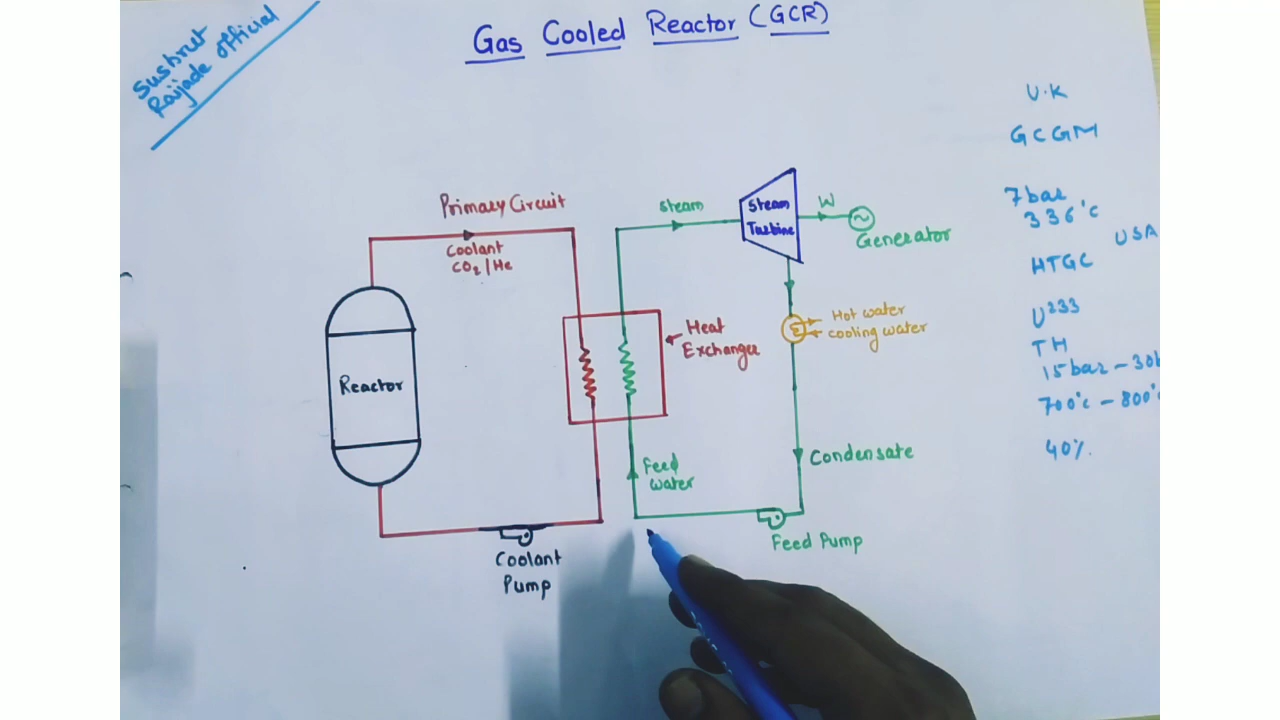 Sushrut
Rajjade official
Gas Cooled Reactor (GCR)
U.K
GCGM
7bar
336°c
USA
HTGC
U²³³
TH
700°c - 800°c
40%.
Primary Circuit
Coolant
CO₂/He
Steam
Steam
Turbine
W
Generator
Hot water
cooling water
Heat
Exchanger
Reactor
Feed
water
Condensate
Feed Pump
Coolant
Pump